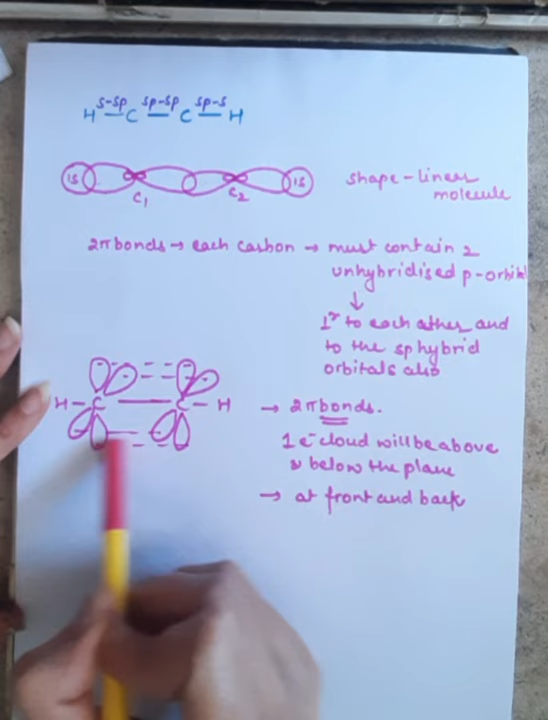 s-sp sp-sp sp-s
H — C — C — H
1s 1s
C1 C2
shape - linear
molecule
2π bonds → each carbon → must contain 2
unhybridised p-orbital
↓
1r to each other and
to the sp hybrid
orbitals also
H - C — C - H
→ 2π bonds.
1 e- cloud will be above
& below the plane
→ at front and back